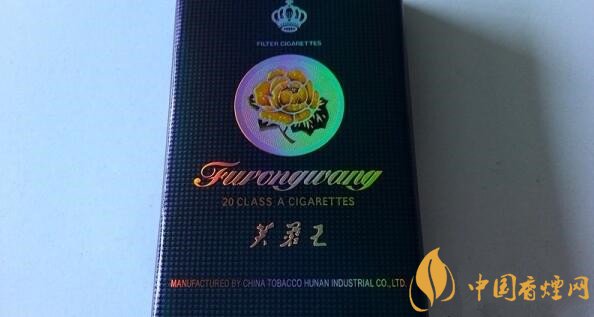 FILTER CIGARETTES
Furongwang
20 CLASS A CIGARETTES
芙蓉王
MANUFACTURED BY CHINA TOBACCO HUNAN INDUSTRIAL CO.,LTD.
中国香烟网